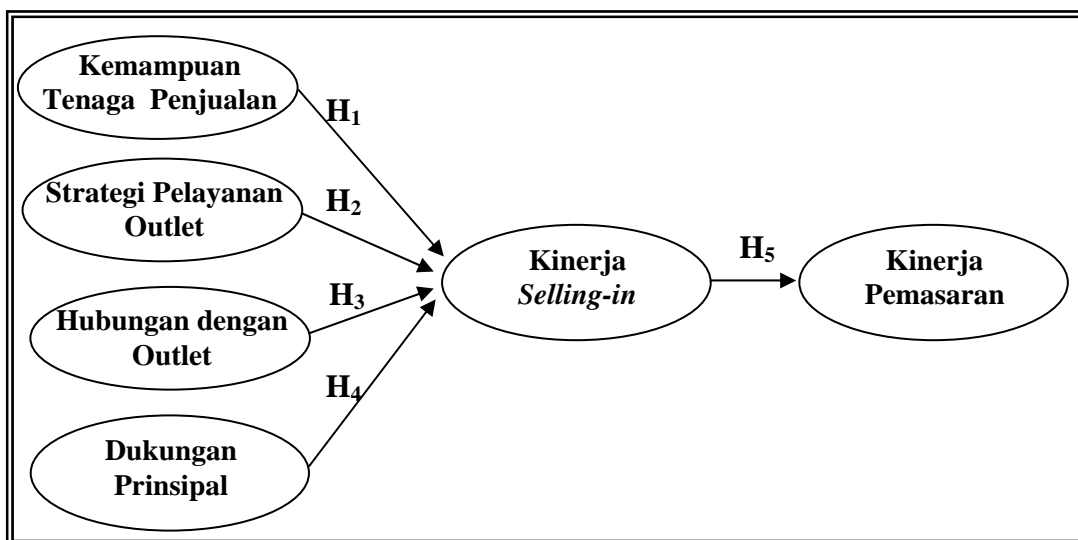 Kemampuan
Tenaga Penjualan
H1
Strategi Pelayanan
Outlet
H2
Hubungan dengan
Outlet
H3
Dukungan
Prinsipal
H4
Kinerja
Selling-in
H5
Kinerja
Pemasaran